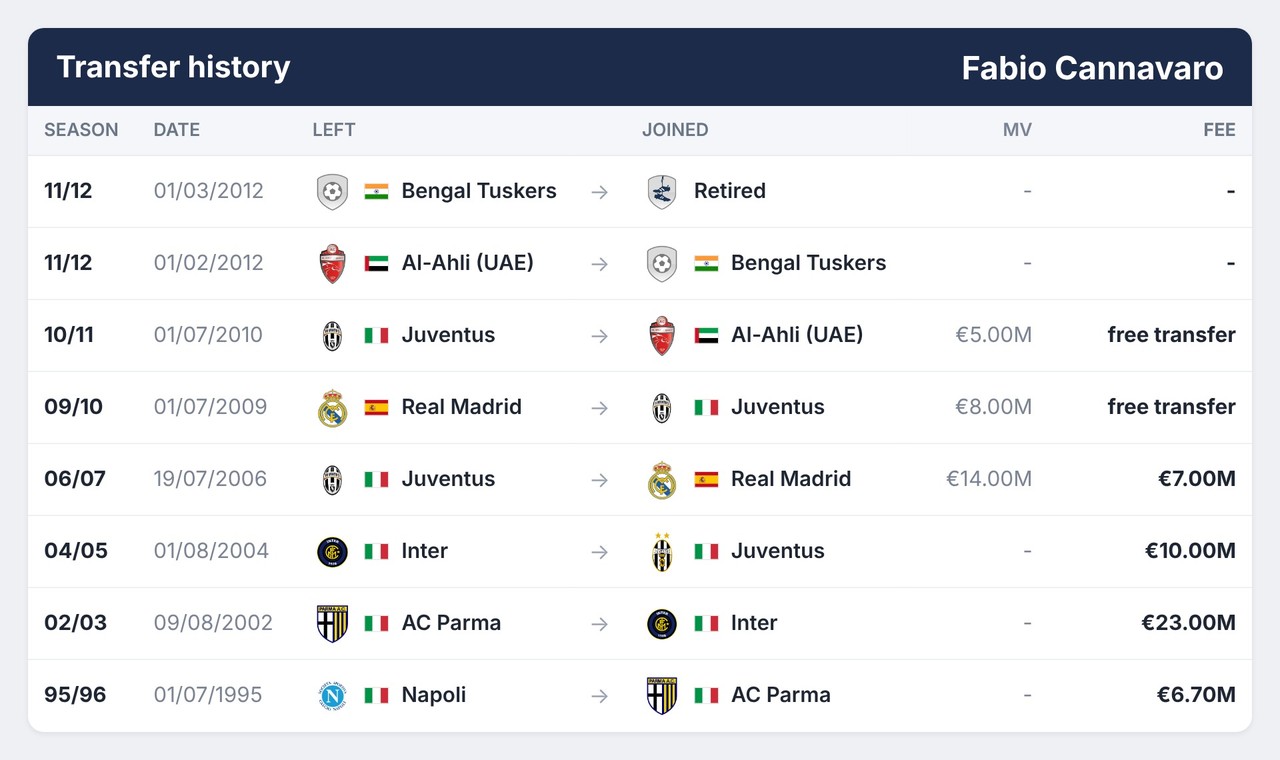 Transfer history Fabio Cannavaro
SEASON DATE LEFT JOINED MV FEE
11/12 01/03/2012 Bengal Tuskers → Retired - -
11/12 01/02/2012 Al-Ahli (UAE) → Bengal Tuskers - -
10/11 01/07/2010 Juventus → Al-Ahli (UAE) €5.00M free transfer
09/10 01/07/2009 Real Madrid → Juventus €8.00M free transfer
06/07 19/07/2006 Juventus → Real Madrid €14.00M €7.00M
04/05 01/08/2004 Inter → Juventus - €10.00M
02/03 09/08/2002 AC Parma → Inter - €23.00M
95/96 01/07/1995 Napoli → AC Parma - €6.70M